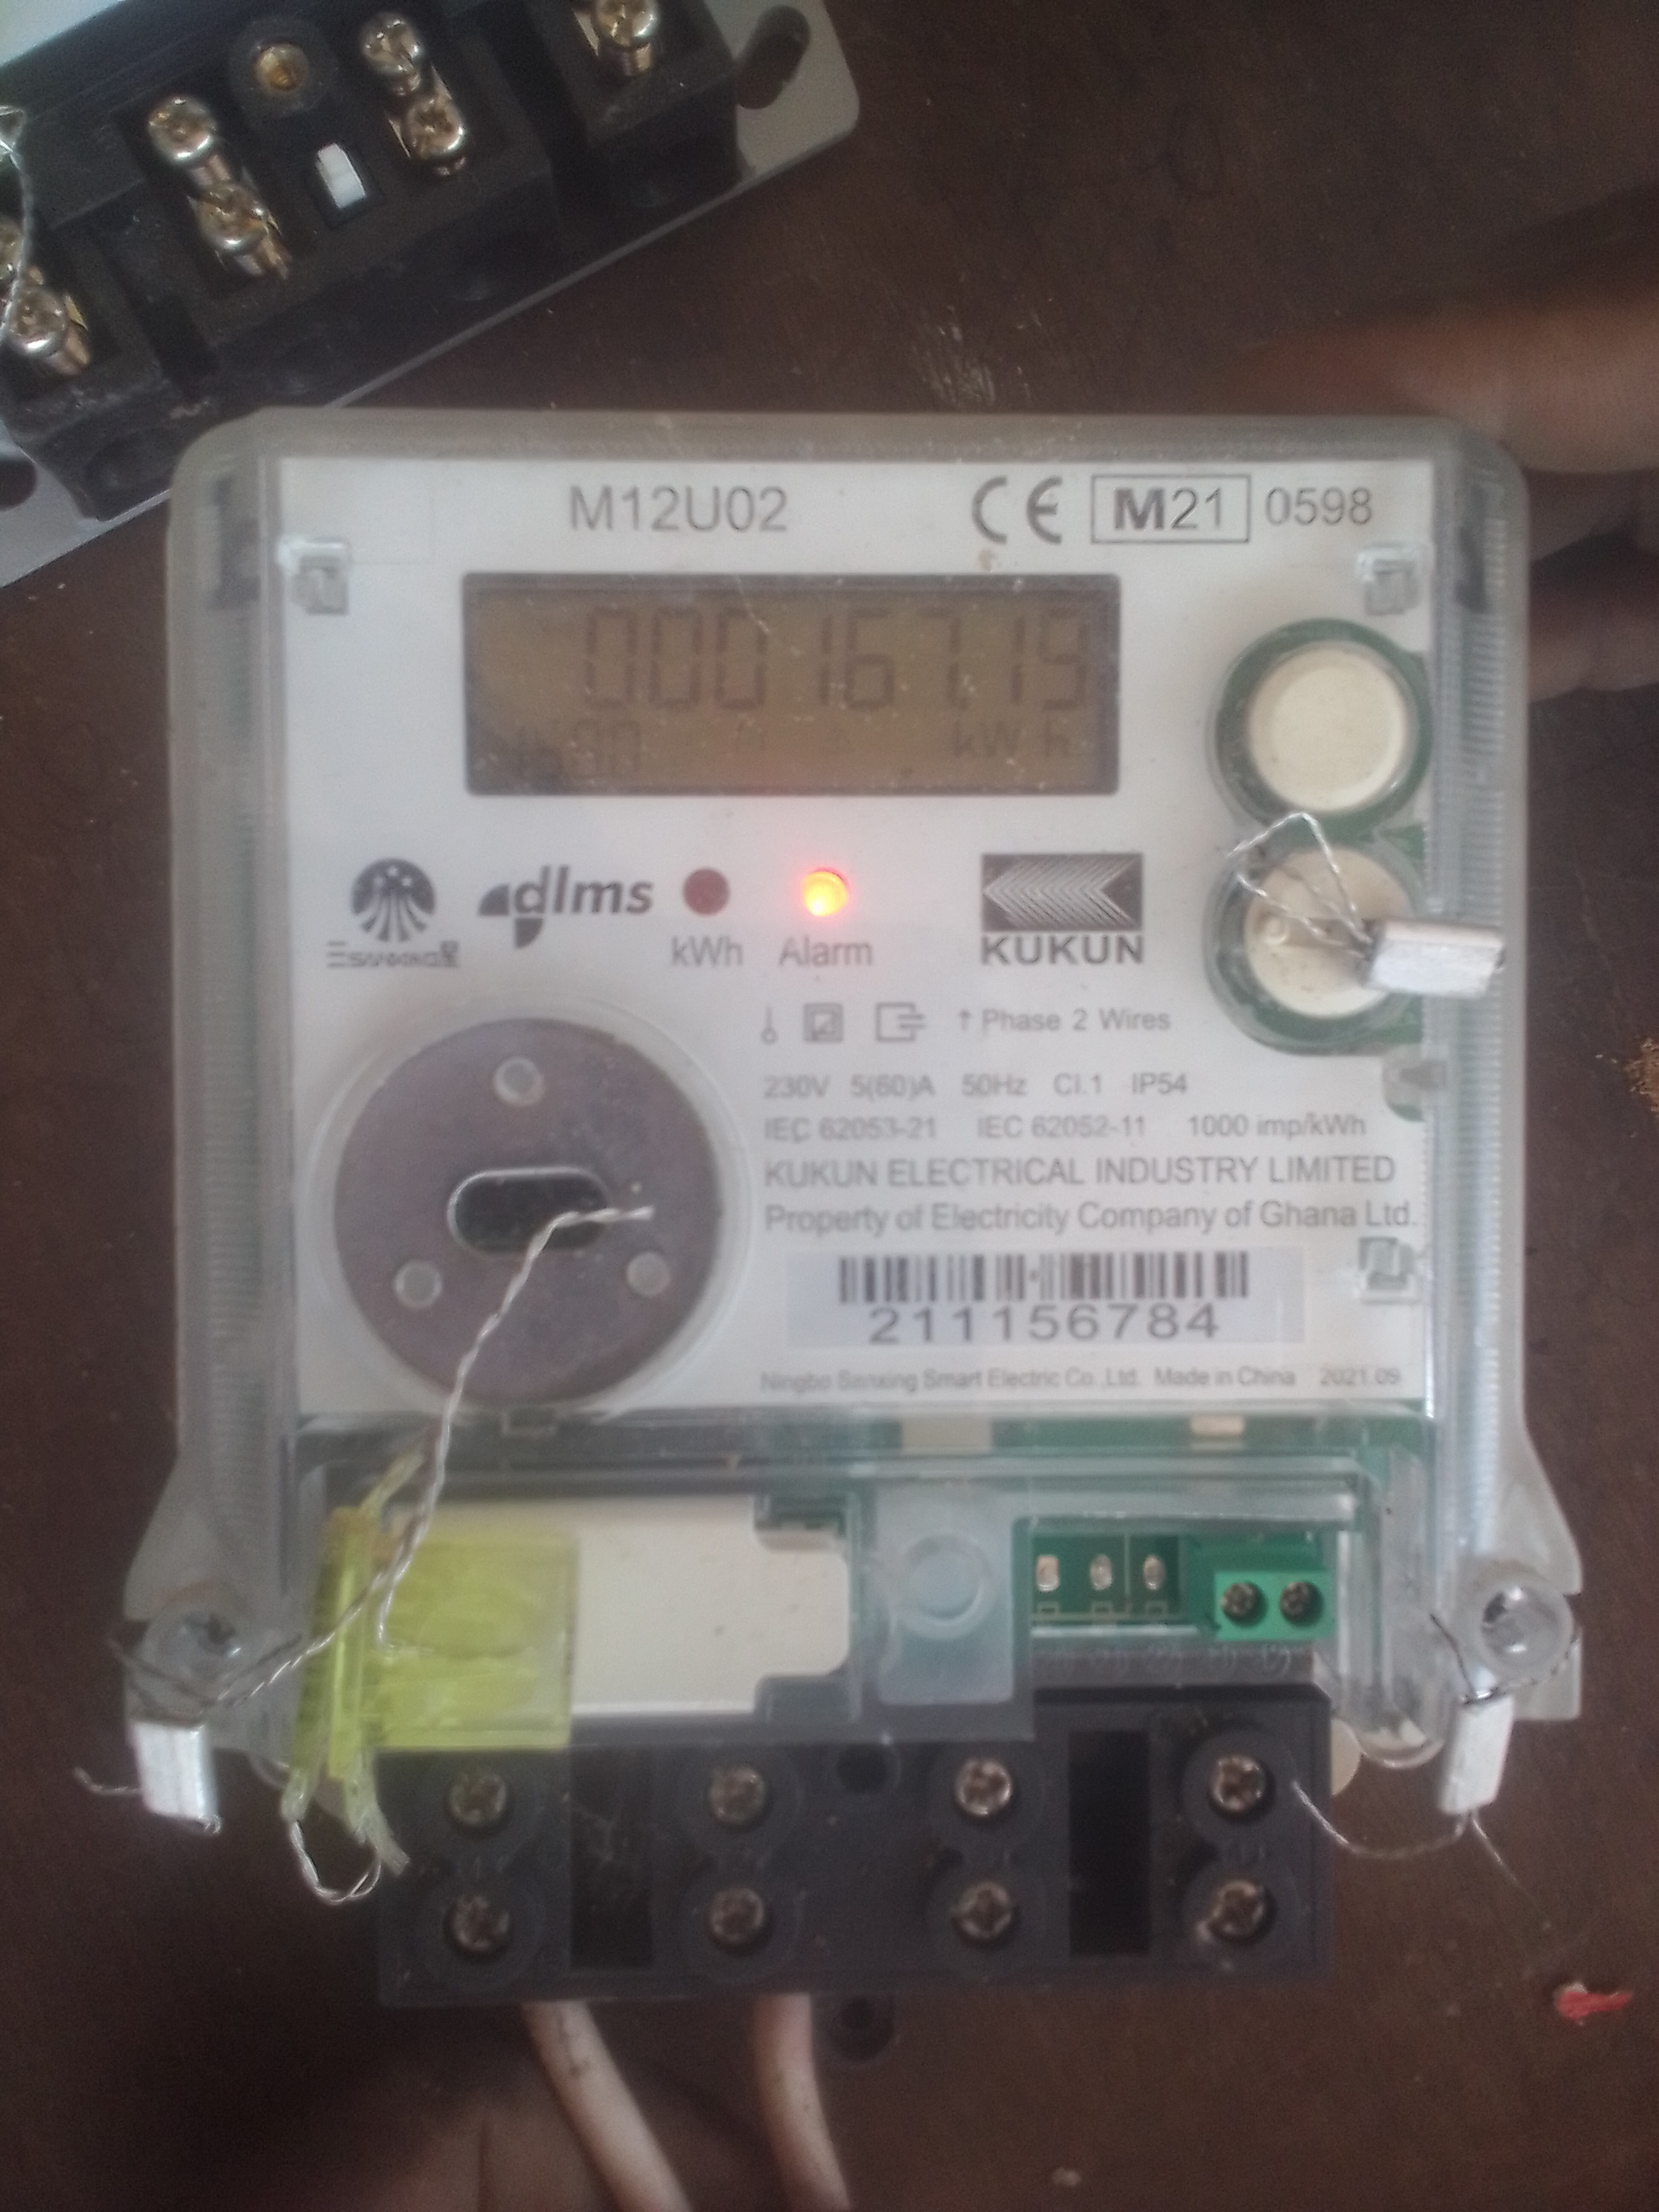 M12U02 CE M21 0598
000167.19
kWh
dlms
kWh Alarm KUKUN
Phase 2 Wires
230V 5(60)A 50Hz Cl.1 IP54
IEC 62053-21 IEC 62052-11 1000 imp/kWh
KUKUN ELECTRICAL INDUSTRY LIMITED
Property of Electricity Company of Ghana Ltd.
211156784
Ningbo Sanxing Smart Electric Co.,Ltd. Made in China 2021.09